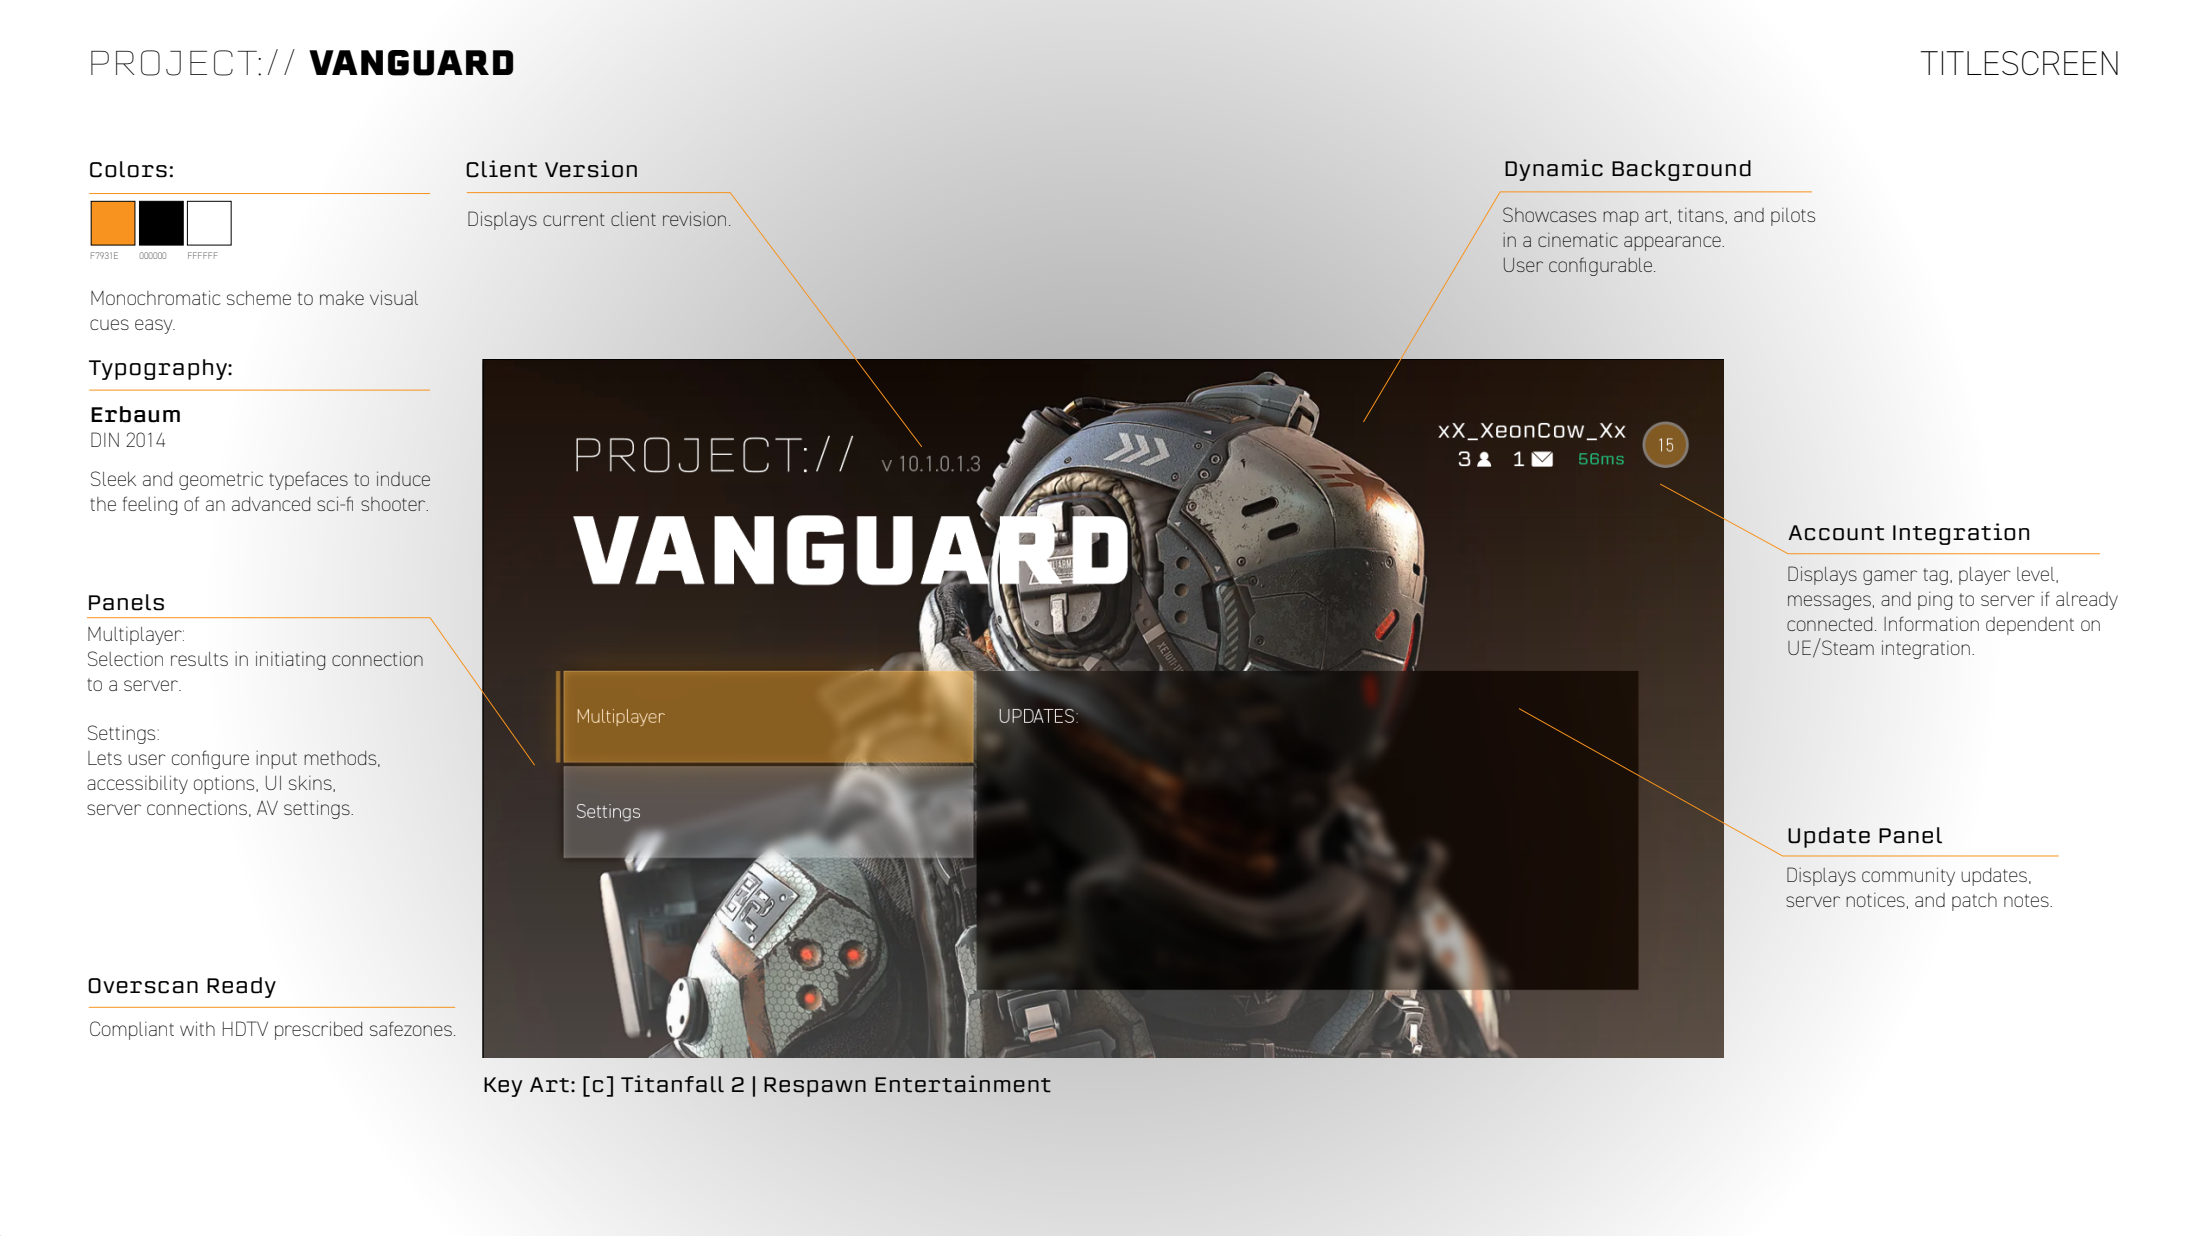 PROJECT:// VANGUARD
TITLESCREEN
Colors:
F7931E 000000 FFFFFF
Monochromatic scheme to make visual
cues easy.
Typography:
Erbaum
DIN 2014
Sleek and geometric typefaces to induce
the feeling of an advanced sci-fi shooter.
Panels
Multiplayer:
Selection results in initiating connection
to a server.
Settings:
Lets user configure input methods,
accessibility options, UI skins,
server connections, AV settings.
Overscan Ready
Compliant with HDTV prescribed safezones.
Client Version
Displays current client revision.
Dynamic Background
Showcases map art, titans, and pilots
in a cinematic appearance.
User configurable.
PROJECT:// v 10.1.0.1.3
VANGUARD
xX_XeonCow_Xx
3 1 56ms
15
Multiplayer
Settings
UPDATES:
Account Integration
Displays gamer tag, player level,
messages, and ping to server if already
connected. Information dependent on
UE/Steam integration.
Update Panel
Displays community updates,
server notices, and patch notes.
Key Art: [c] Titanfall 2 | Respawn Entertainment